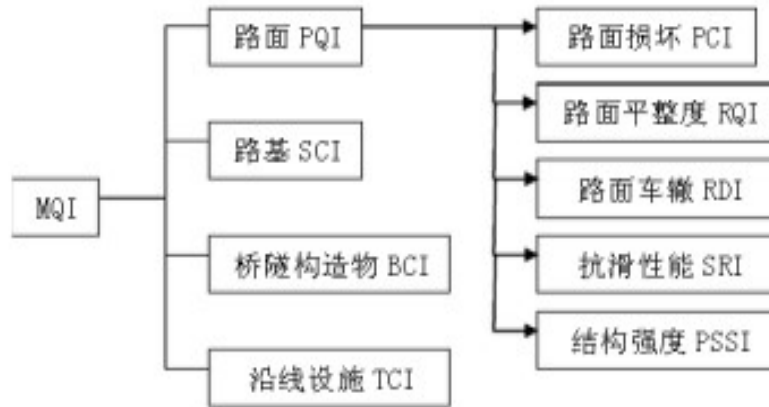 路面 PQI
路面损坏 PCI
路面平整度 RQI
路基 SCI
路面车辙 RDI
MQI
桥隧构造物 BCI
抗滑性能 SRI
结构强度 PSSI
沿线设施 TCI